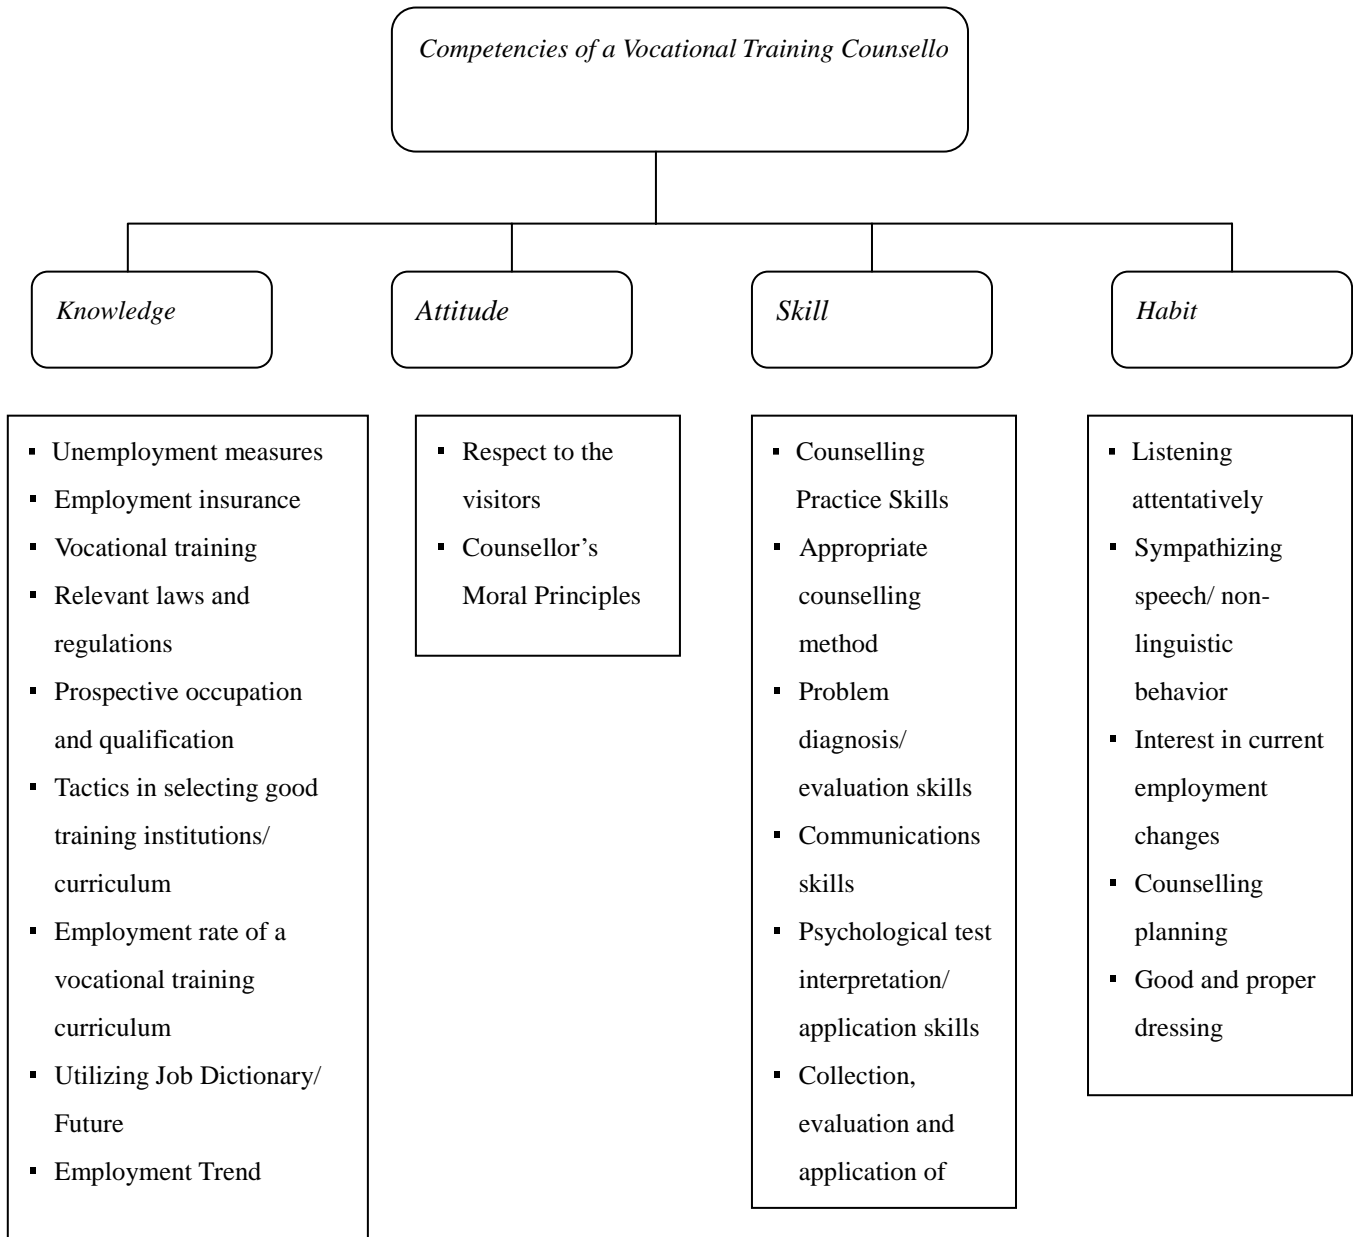 Competencies of a Vocational Training Counsello
Knowledge
Attitude
Skill
Habit
▪ Unemployment measures
▪ Employment insurance
▪ Vocational training
▪ Relevant laws and
regulations
▪ Prospective occupation
and qualification
▪ Tactics in selecting good
training institutions/
curriculum
▪ Employment rate of a
vocational training
curriculum
▪ Utilizing Job Dictionary/
Future
▪ Employment Trend
▪ Respect to the
visitors
▪ Counsellor’s
Moral Principles
▪ Counselling
Practice Skills
▪ Appropriate
counselling
method
▪ Problem
diagnosis/
evaluation skills
▪ Communications
skills
▪ Psychological test
interpretation/
application skills
▪ Collection,
evaluation and
application of
▪ Listening
attentatively
▪ Sympathizing
speech/ non-
linguistic
behavior
▪ Interest in current
employment
changes
▪ Counselling
planning
▪ Good and proper
dressing